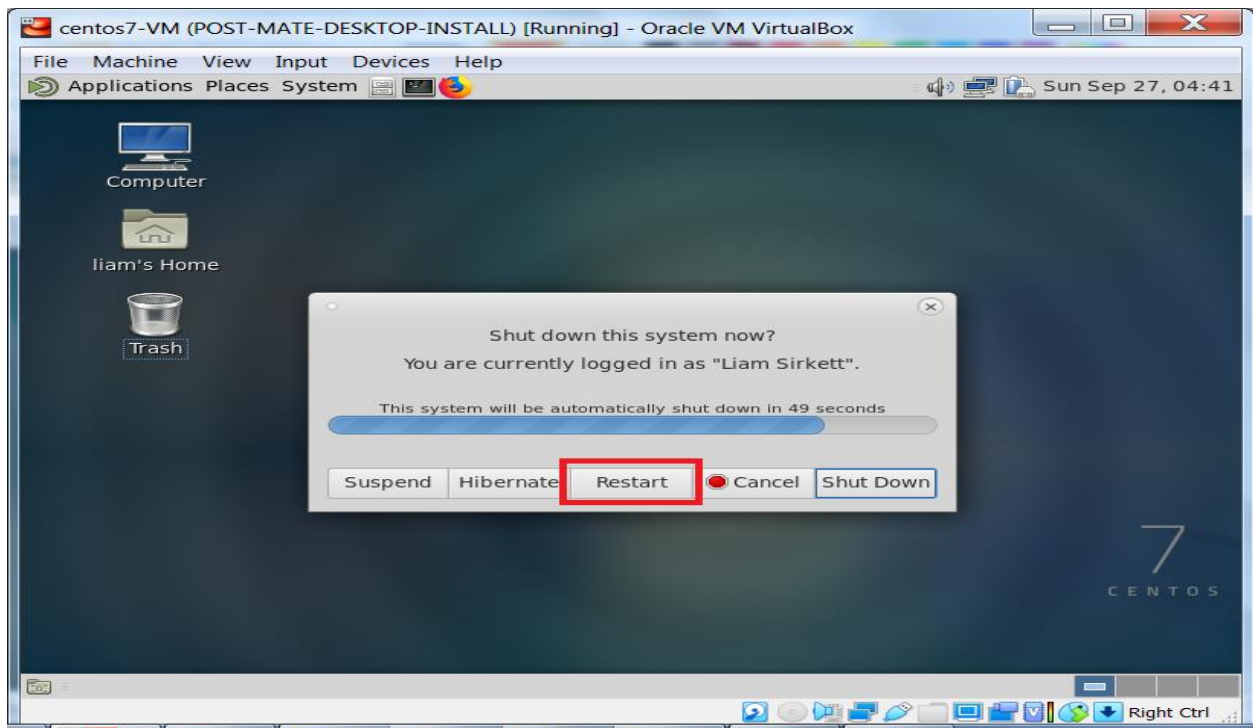 centos7-VM (POST-MATE-DESKTOP-INSTALL) [Running] - Oracle VM VirtualBox
File Machine View Input Devices Help
Applications Places System Sun Sep 27, 04:41
Computer
liam's Home
Trash
Shut down this system now?
You are currently logged in as "Liam Sirkett".
This system will be automatically shut down in 49 seconds
Suspend Hibernate Restart Cancel Shut Down
7
CENTOS
Right Ctrl